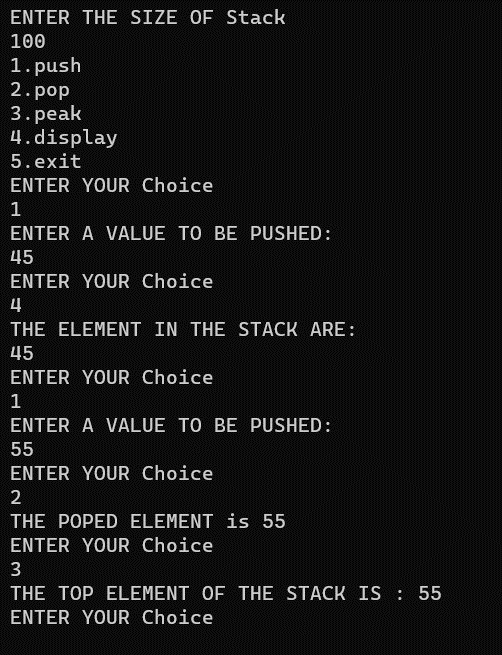 ENTER THE SIZE OF Stack
100
1.push
2.pop
3.peak
4.display
5.exit
ENTER YOUR Choice
1
ENTER A VALUE TO BE PUSHED:
45
ENTER YOUR Choice
4
THE ELEMENT IN THE STACK ARE:
45
ENTER YOUR Choice
1
ENTER A VALUE TO BE PUSHED:
55
ENTER YOUR Choice
2
THE POPED ELEMENT is 55
ENTER YOUR Choice
3
THE TOP ELEMENT OF THE STACK IS : 55
ENTER YOUR Choice